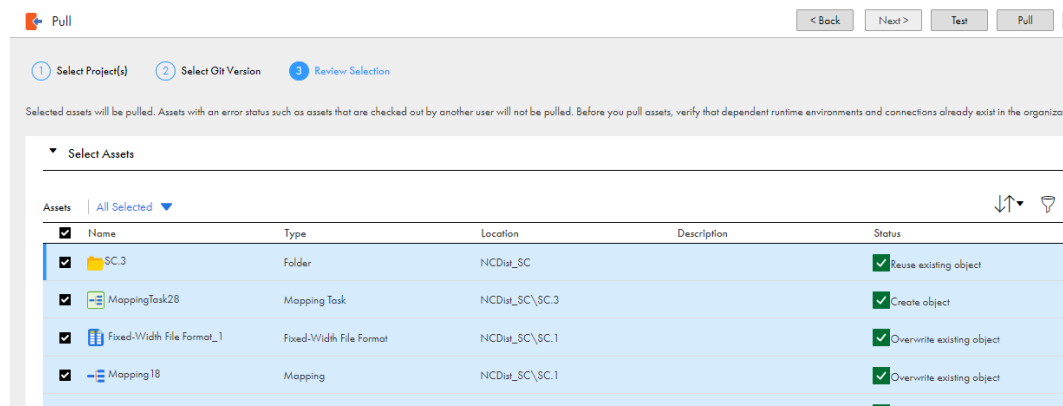 Pull
< Back Next > Test Pull
1 Select Project(s) 2 Select Git Version 3 Review Selection
Selected assets will be pulled. Assets with an error status such as assets that are checked out by another user will not be pulled. Before you pull assets, verify that dependent runtime environments and connections already exist in the organiza
Select Assets
Assets All Selected
Name Type Location Description Status
SC.3 Folder NCDist_SC Reuse existing object
MappingTask28 Mapping Task NCDist_SC\SC.3 Create object
Fixed-Width File Format_1 Fixed-Width File Format NCDist_SC\SC.1 Overwrite existing object
Mapping18 Mapping NCDist_SC\SC.1 Overwrite existing object